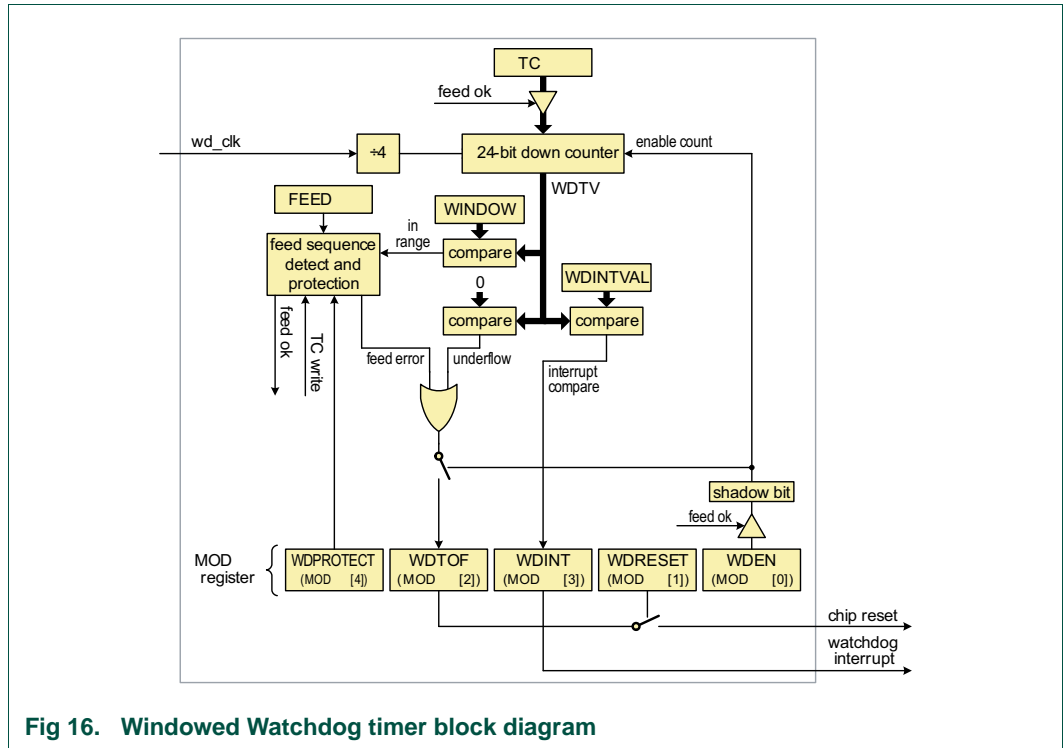 TC
feed ok
wd_clk
÷4
24-bit down counter
enable count
WDTV
FEED
WINDOW
in
range
feed sequence
detect and
protection
compare
WDINTVAL
0
compare
compare
feed ok
TC write
feed error
underflow
interrupt
compare
shadow bit
feed ok
MOD
register
WDPROTECT
(MOD [4])
WDTOF
(MOD [2])
WDINT
(MOD [3])
WDRESET
(MOD [1])
WDEN
(MOD [0])
chip reset
watchdog
interrupt
Fig 16. Windowed Watchdog timer block diagram